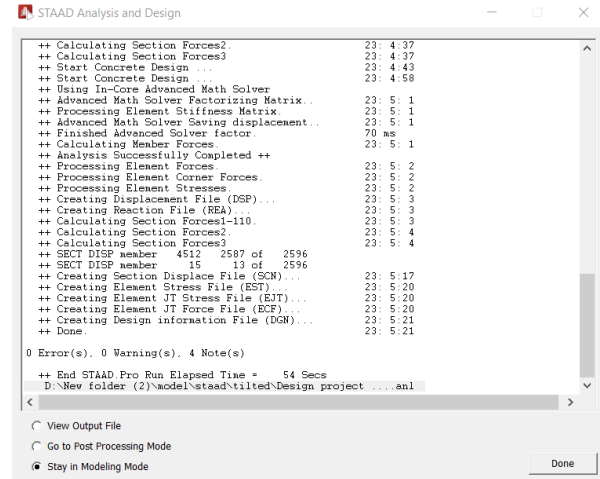 STAAD Analysis and Design
++ Calculating Section Forces2. 23: 4:37
++ Calculating Section Forces3 23: 4:37
++ Start Concrete Design ... 23: 4:43
++ Start Concrete Design ... 23: 4:58
++ Using In-Core Advanced Math Solver
++ Advanced Math Solver Factorizing Matrix.. 23: 5: 1
++ Processing Element Stiffness Matrix. 23: 5: 1
++ Advanced Math Solver Saving displacement.. 23: 5: 1
++ Finished Advanced Solver factor. 70 ms
++ Calculating Member Forces. 23: 5: 1
++ Analysis Successfully Completed ++
++ Processing Element Forces. 23: 5: 2
++ Processing Element Corner Forces. 23: 5: 2
++ Processing Element Stresses. 23: 5: 2
++ Creating Displacement File (DSP)... 23: 5: 3
++ Creating Reaction File (REA)... 23: 5: 3
++ Calculating Section Forces1-110. 23: 5: 3
++ Calculating Section Forces2. 23: 5: 4
++ Calculating Section Forces3 23: 5: 4
++ SECT DISP member 4512 2587 of 2596
++ SECT DISP member 15 13 of 2596
++ Creating Section Displace File (SCN)... 23: 5:17
++ Creating Element Stress File (EST)... 23: 5:20
++ Creating Element JT Stress File (EJT)... 23: 5:20
++ Creating Element JT Force File (ECF)... 23: 5:20
++ Creating Design information File (DGN)... 23: 5:21
++ Done. 23: 5:21
0 Error(s), 0 Warning(s), 4 Note(s)
++ End STAAD.Pro Run Elapsed Time = 54 Secs
D:\New folder (2)\model\staad\tilted\Design project ....anl
View Output File
Go to Post Processing Mode
Stay in Modeling Mode
Done